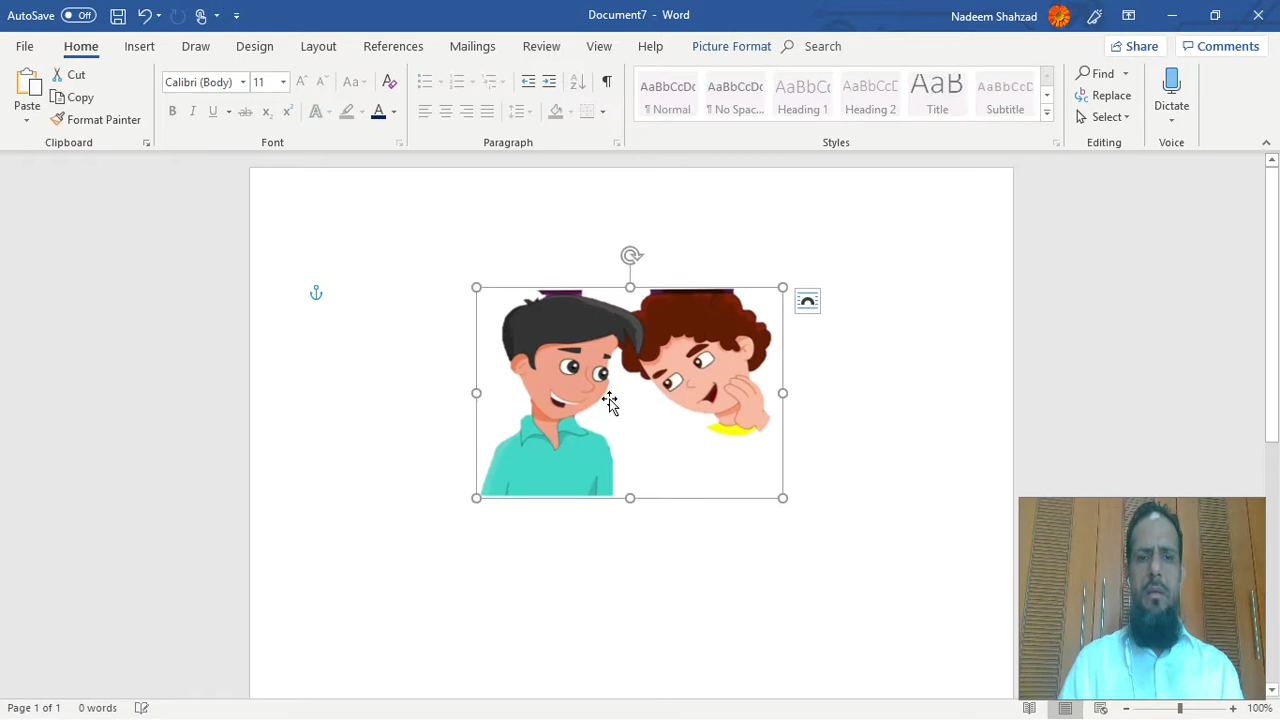 AutoSave Off Document7 - Word Nadeem Shahzad
File Home Insert Draw Design Layout References Mailings Review View Help Picture Format Search Share Comments
Paste
Cut
Copy
Format Painter
Clipboard
Calibri (Body) 11
Font
Paragraph
AaBbCcDc AaBbCcDc AaBbCc AaBbCcD AaB AaBbCcD
¶ Normal ¶ No Spac... Heading 1 Heading 2 Title Subtitle
Styles
Find
Replace
Select
Editing
Dictate
Voice
Page 1 of 1 0 words 100%